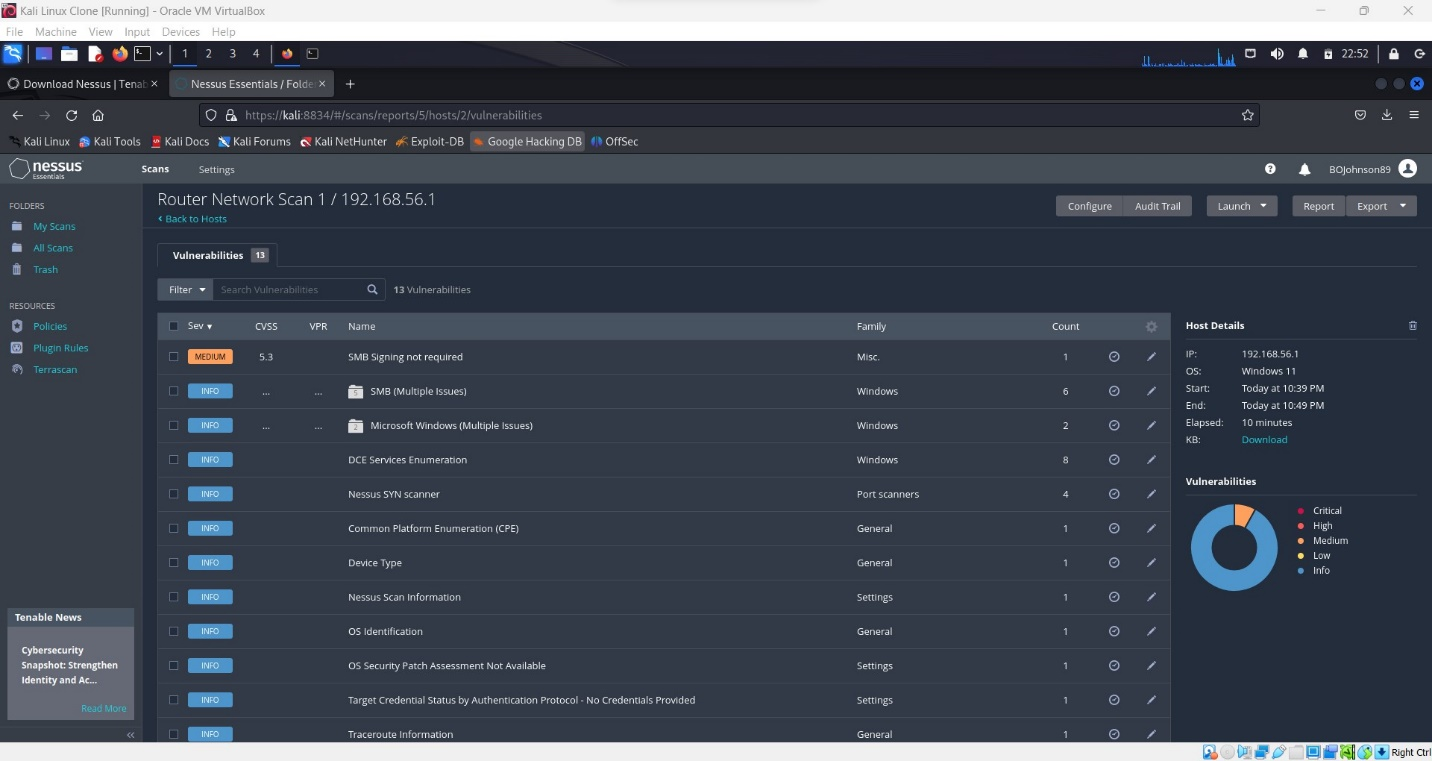 Kali Linux Clone [Running] - Oracle VM VirtualBox
File Machine View Input Devices Help
1 2 3 4 22:52
Download Nessus | Tenab Nessus Essentials / Folde
https://kali:8834/#/scans/reports/5/hosts/2/vulnerabilities
Kali Linux Kali Tools Kali Docs Kali Forums Kali NetHunter Exploit-DB Google Hacking DB OffSec
nessus Essentials Scans Settings BOJohnson89
FOLDERS
My Scans
All Scans
Trash
RESOURCES
Policies
Plugin Rules
Terrascan
Tenable News
Cybersecurity
Snapshot: Strengthen
Identity and Ac...
Read More
Router Network Scan 1 / 192.168.56.1
Back to Hosts
Configure Audit Trail Launch Report Export
Vulnerabilities 13
Filter Search Vulnerabilities 13 Vulnerabilities
Sev CVSS VPR Name Family Count
MEDIUM 5.3 SMB Signing not required Misc. 1
INFO ... ... 5 SMB (Multiple Issues) Windows 6
INFO ... ... 2 Microsoft Windows (Multiple Issues) Windows 2
INFO DCE Services Enumeration Windows 8
INFO Nessus SYN scanner Port scanners 4
INFO Common Platform Enumeration (CPE) General 1
INFO Device Type General 1
INFO Nessus Scan Information Settings 1
INFO OS Identification General 1
INFO OS Security Patch Assessment Not Available Settings 1
INFO Target Credential Status by Authentication Protocol - No Credentials Provided Settings 1
INFO Traceroute Information General 1
Host Details
IP: 192.168.56.1
OS: Windows 11
Start: Today at 10:39 PM
End: Today at 10:49 PM
Elapsed: 10 minutes
KB: Download
Vulnerabilities
Critical
High
Medium
Low
Info
Right Ctrl